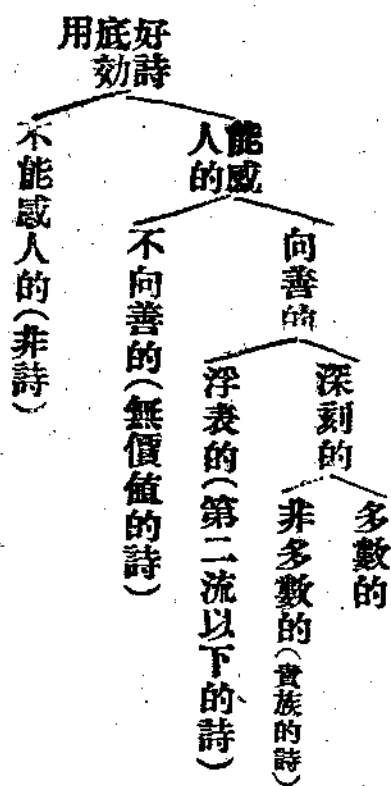 好詩
底効
用
能感
人的
不能感人的(非詩)
向善的
不向善的(無價值的詩)
深刻的
浮表的(第二流以下的詩)
多數的
非多數的(貴族的詩)